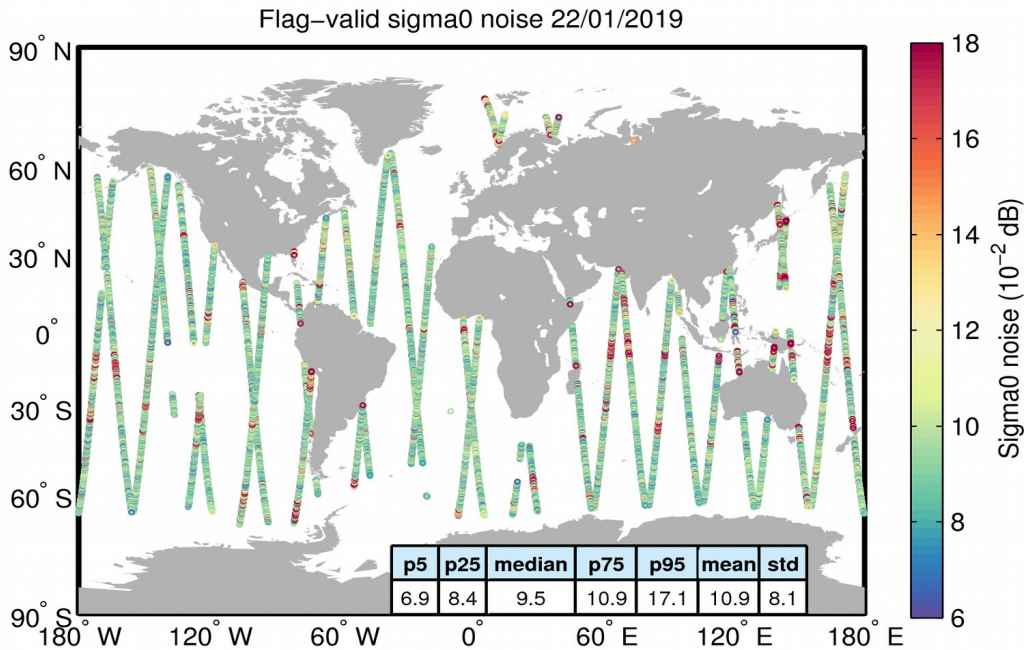 Flag−valid sigma0 noise 22/01/2019
90° N
60° N
30° N
0°
30° S
60° S
90° S
180° W 120° W 60° W 0° 60° E 120° E 180° E
p5 p25 median p75 p95 mean std
6.9 8.4 9.5 10.9 17.1 10.9 8.1
18
16
14
12
10
8
6
Sigma0 noise (10⁻² dB)